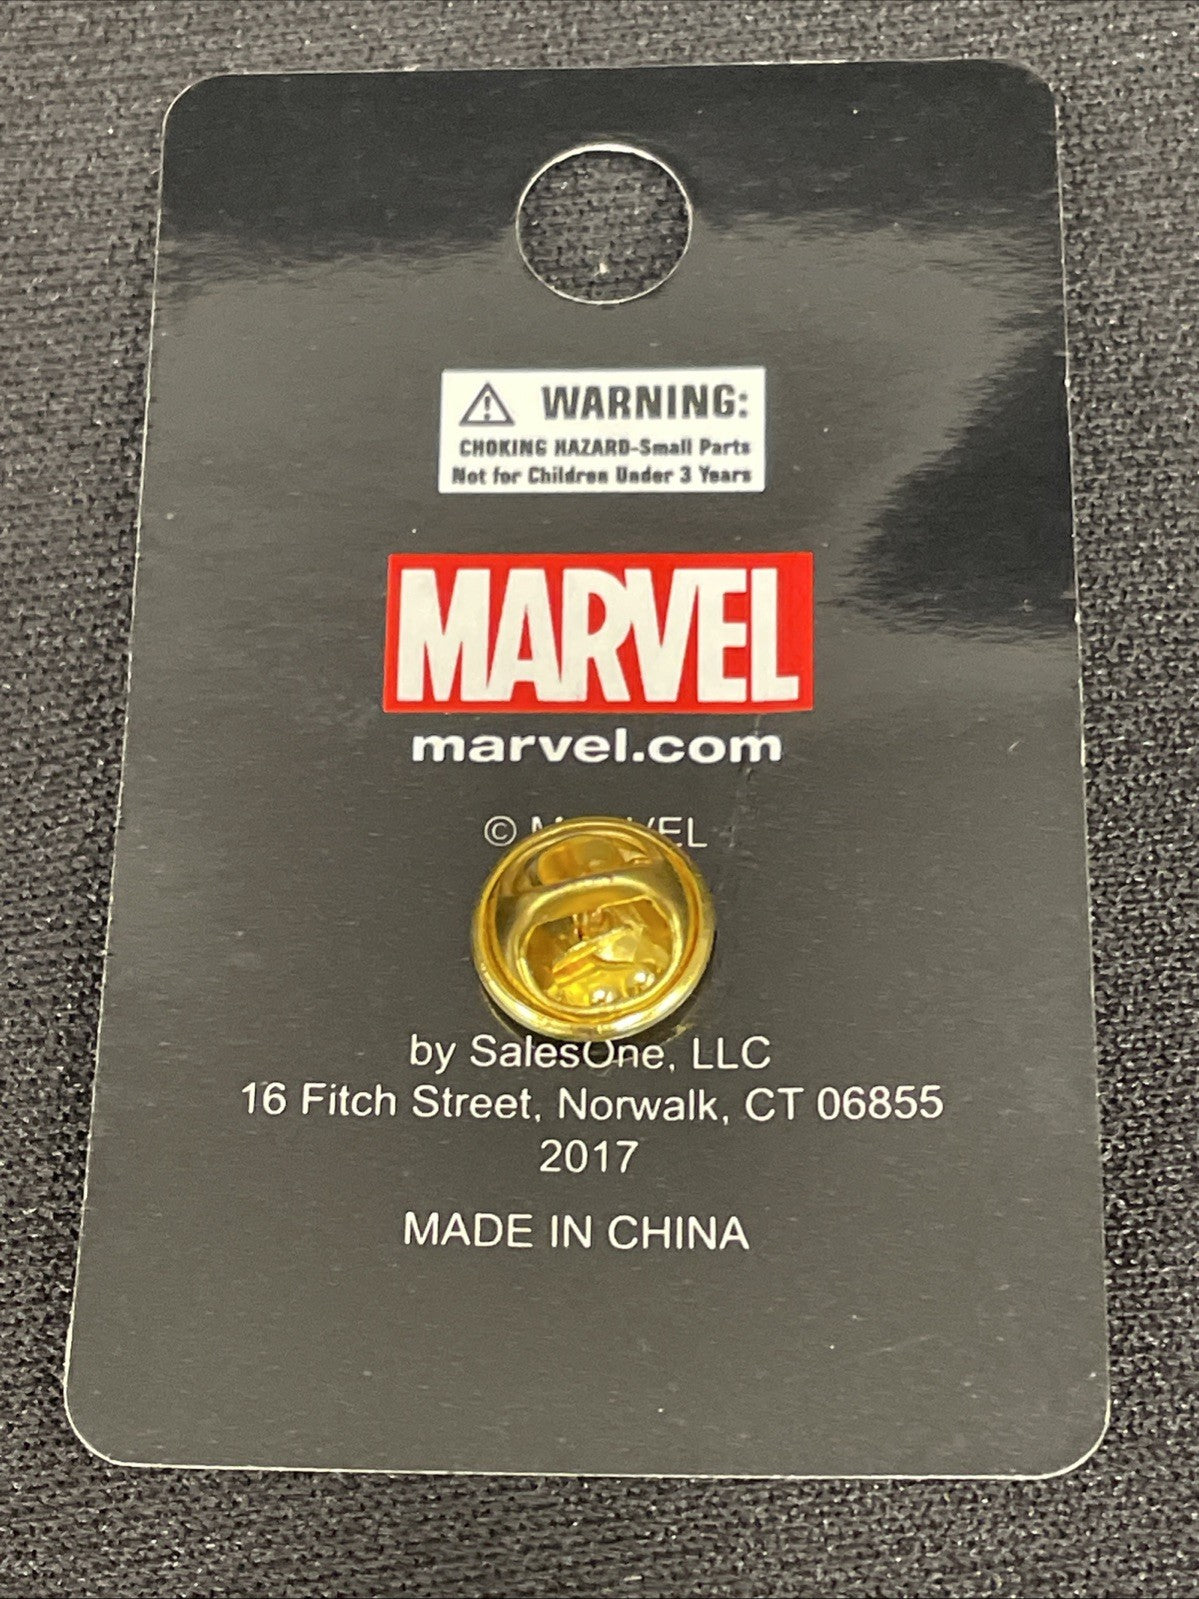 WARNING:
CHOKING HAZARD-Small Parts
Not for Children Under 3 Years
MARVEL
marvel.com
©
by SalesOne, LLC
16 Fitch Street, Norwalk, CT 06855
2017
MADE IN CHINA